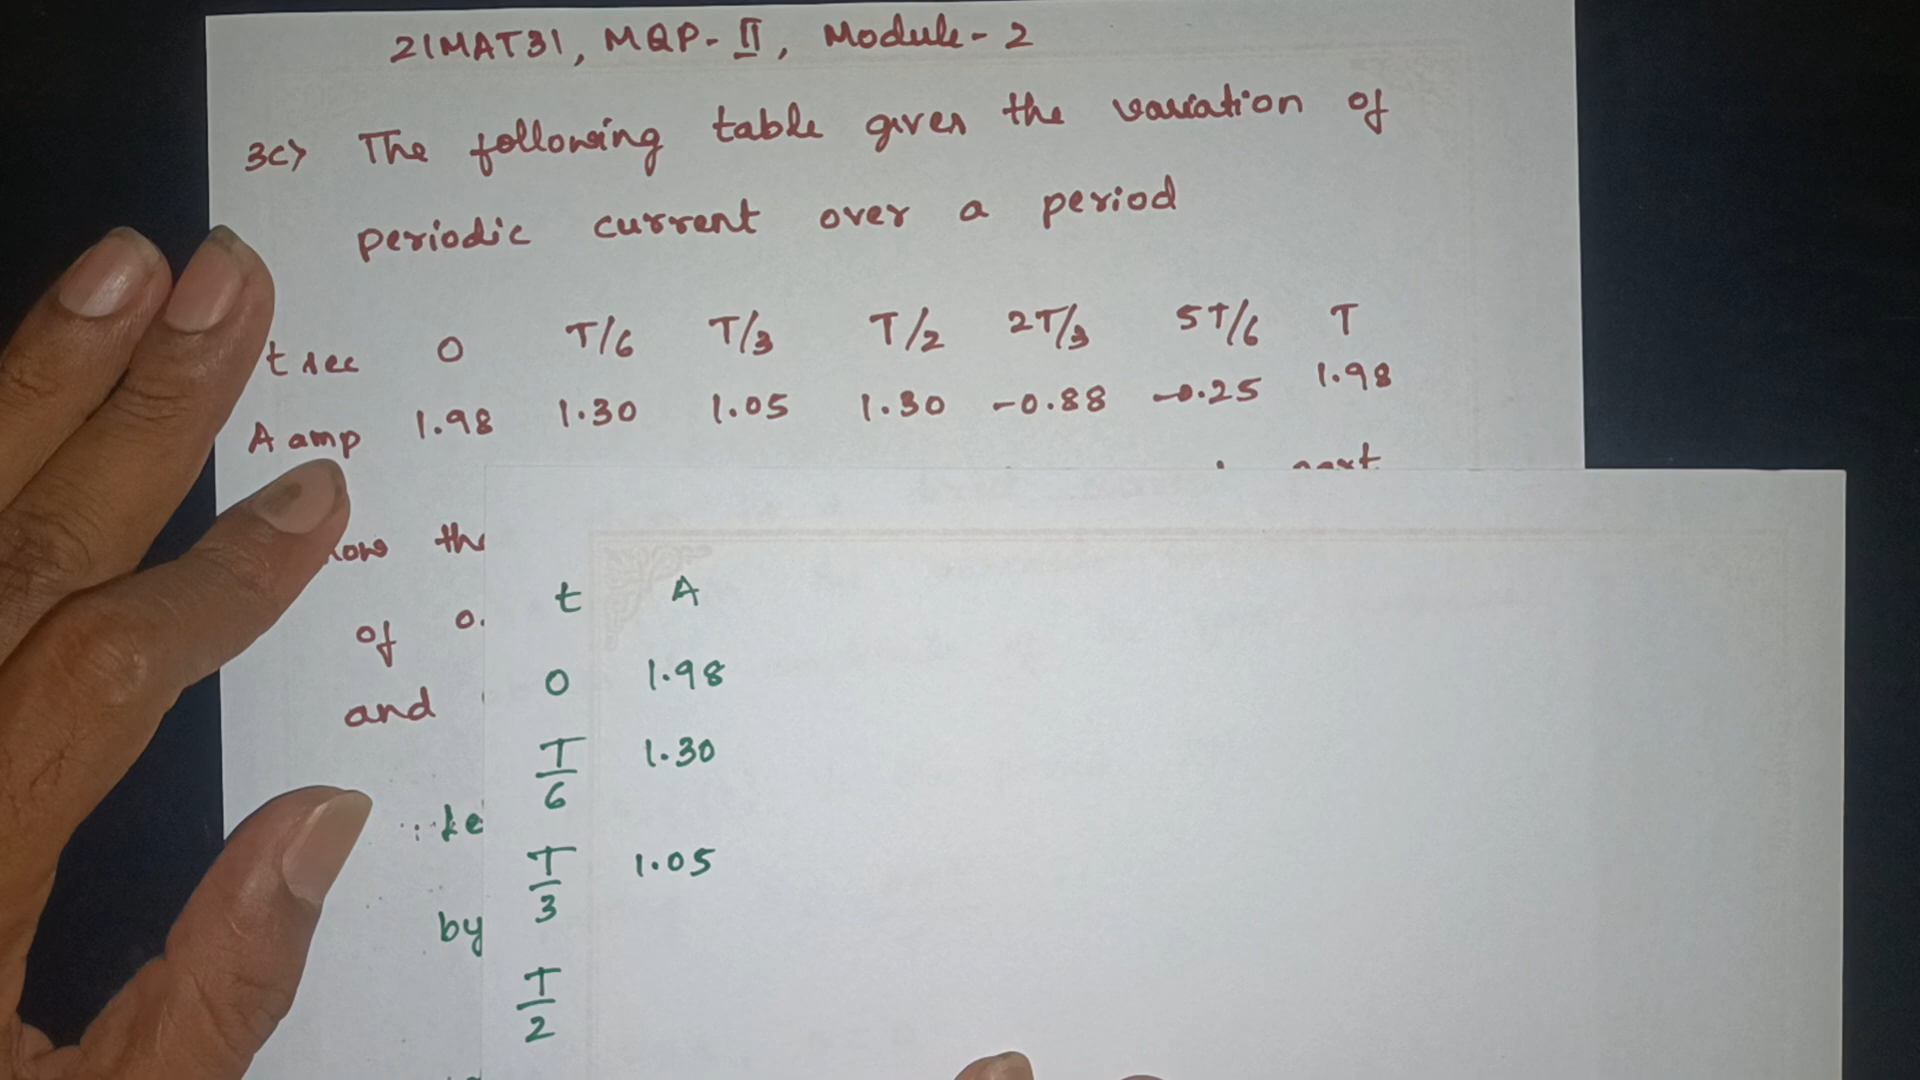 21MAT31, MQP-II, Module-2
3c> The following table gives the variation of
periodic current over a period
t sec 0 T/6 T/3 T/2 2T/3 5T/6 T
A amp 1.98 1.30 1.05 1.30 -0.88 -0.25 1.98
part
of 0.
and
by
t A
0 1.98
T/6 1.30
T/3 1.05
T/2